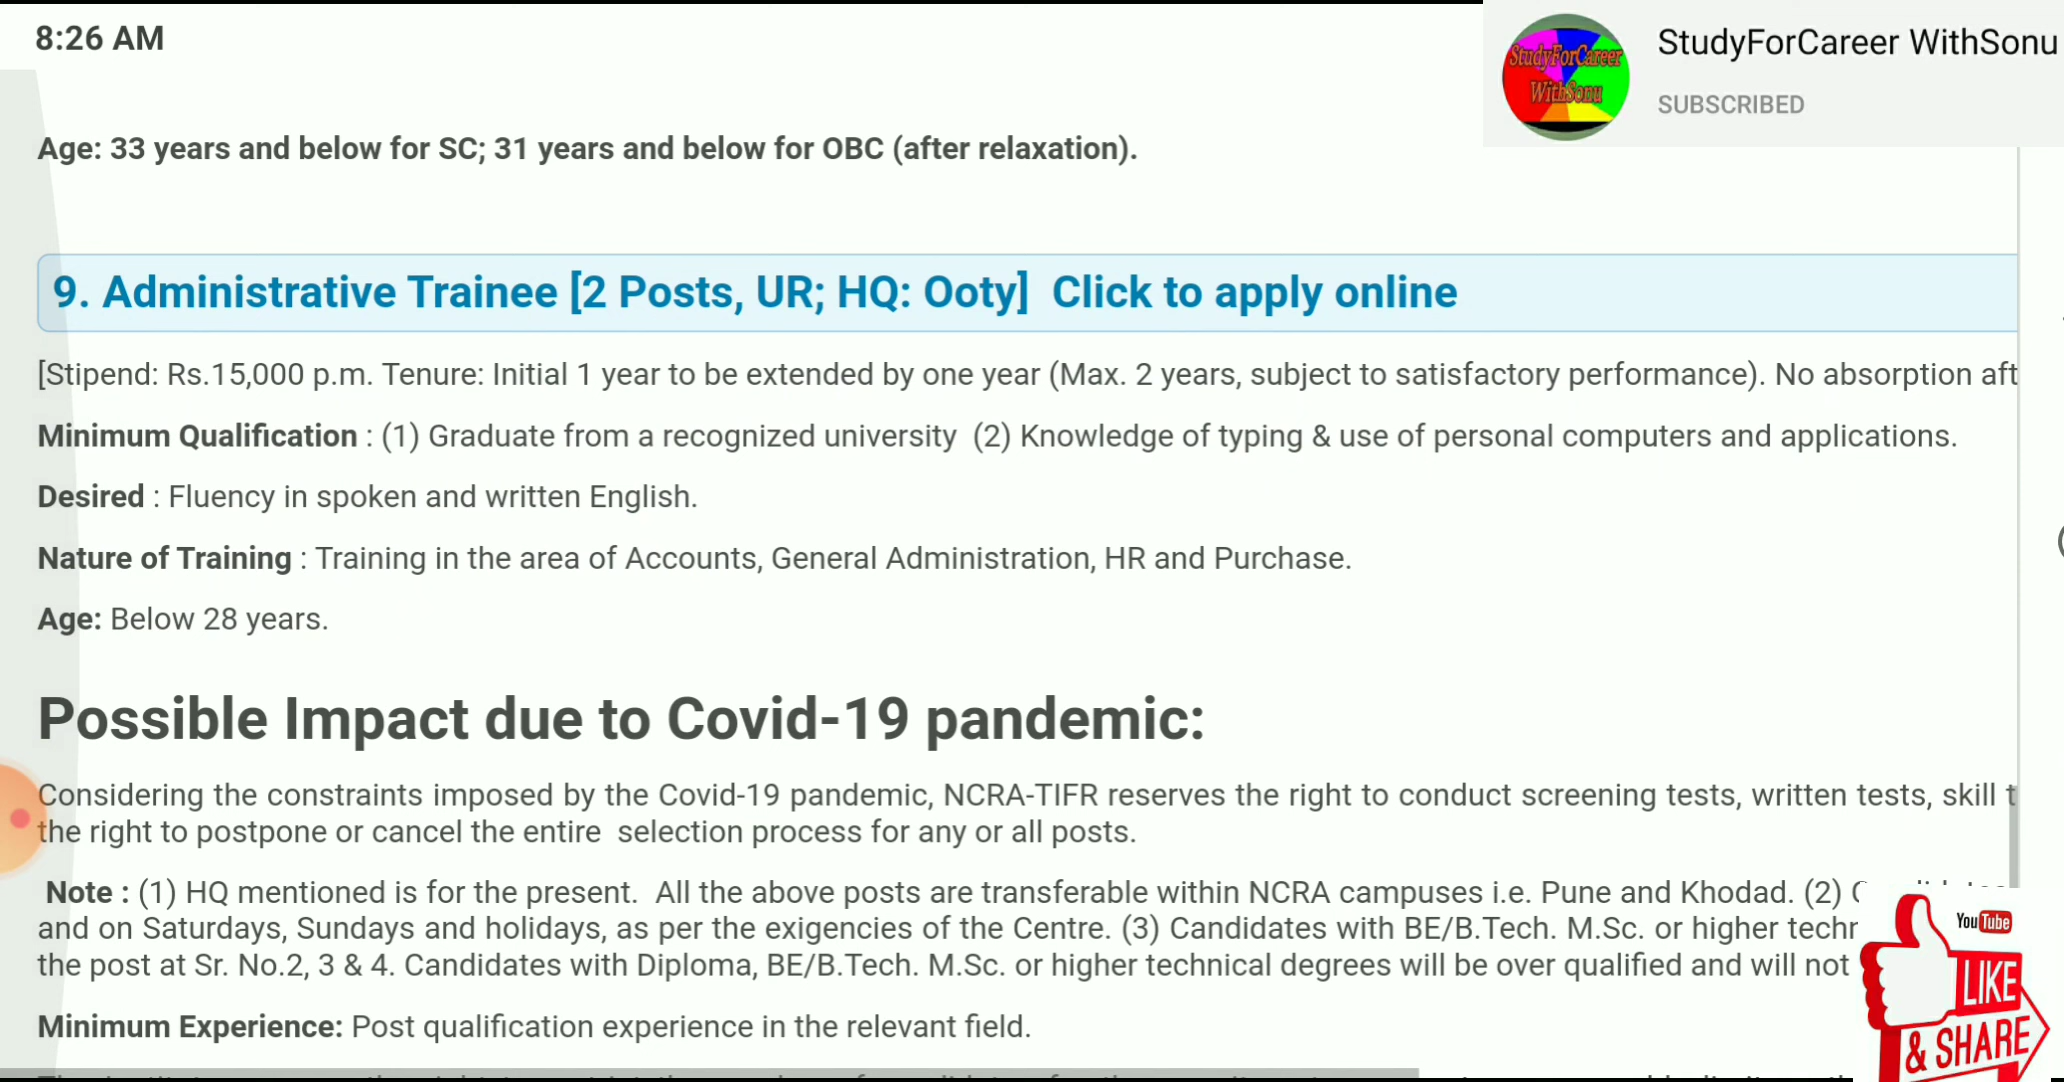 8:26 AM
StudyForCareer WithSonu
SUBSCRIBED
StudyForCareer
WithSonu
Age: 33 years and below for SC; 31 years and below for OBC (after relaxation).
9. Administrative Trainee [2 Posts, UR; HQ: Ooty]  Click to apply online
[Stipend: Rs.15,000 p.m. Tenure: Initial 1 year to be extended by one year (Max. 2 years, subject to satisfactory performance). No absorption aft
Minimum Qualification : (1) Graduate from a recognized university  (2) Knowledge of typing & use of personal computers and applications.
Desired : Fluency in spoken and written English.
Nature of Training : Training in the area of Accounts, General Administration, HR and Purchase.
Age: Below 28 years.
Possible Impact due to Covid-19 pandemic:
Considering the constraints imposed by the Covid-19 pandemic, NCRA-TIFR reserves the right to conduct screening tests, written tests, skill t
the right to postpone or cancel the entire  selection process for any or all posts.
Note : (1) HQ mentioned is for the present.  All the above posts are transferable within NCRA campuses i.e. Pune and Khodad. (2)
and on Saturdays, Sundays and holidays, as per the exigencies of the Centre. (3) Candidates with BE/B.Tech. M.Sc. or higher techr
the post at Sr. No.2, 3 & 4. Candidates with Diploma, BE/B.Tech. M.Sc. or higher technical degrees will be over qualified and will not
Minimum Experience: Post qualification experience in the relevant field.
YouTube
LIKE
& SHARE